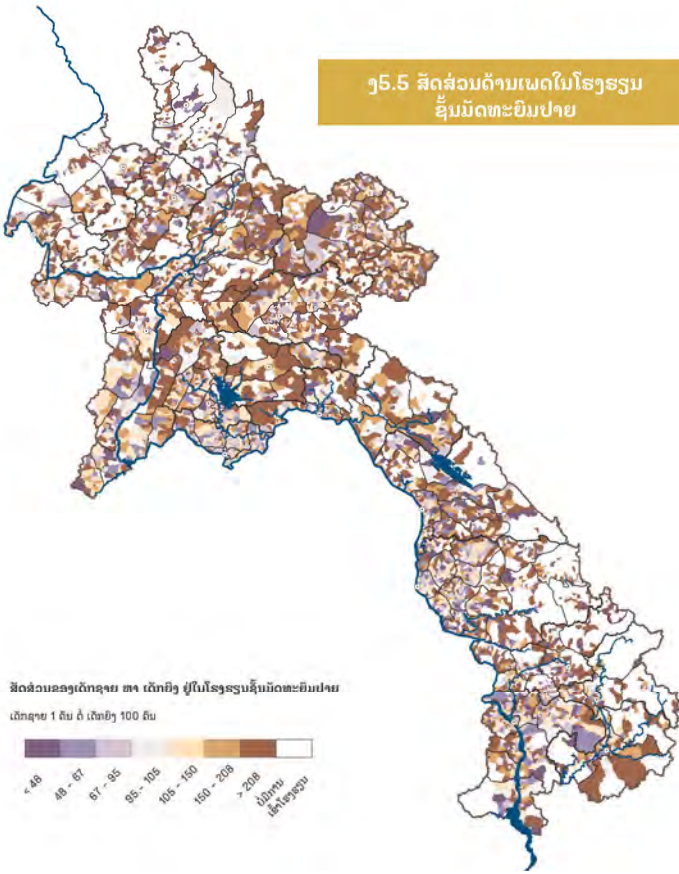 ງ5.5 ສັດສ່ວນດ້ານເພດໃນໂຮງຮຽນ
ຊັ້ນມັດທະຍົມປາຍ
ສັດສ່ວນຂອງເດັກຊາຍ ຫາ ເດັກຍິງ ຢູ່ໃນໂຮງຮຽນຊັ້ນມັດທະຍົມປາຍ
ເດັກຊາຍ 1 ຄົນ ຕໍ່ ເດັກຍິງ 100 ຄົນ
< 48
48 - 67
67 - 95
95 - 105
105 - 150
150 - 208
> 208
ບໍ່ມີການ
ເຂົ້າໂຮງຮຽນ